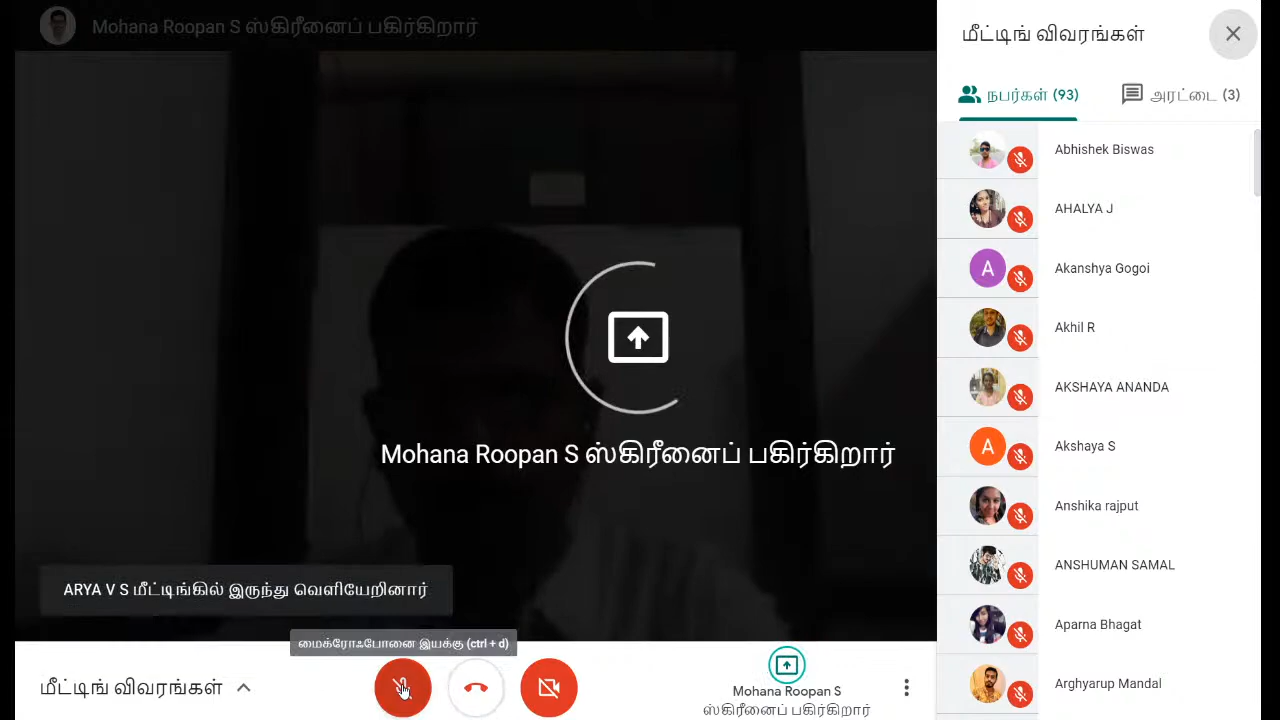 Mohana Roopan S ஸ்கிரீனைப் பகிர்கிறார்
மீட்டிங் விவரங்கள்
நபர்கள் (93)
அரட்டை (3)
Abhishek Biswas
AHALYA J
A
Akanshya Gogoi
Akhil R
AKSHAYA ANANDA
A
Akshaya S
Anshika rajput
ANSHUMAN SAMAL
Aparna Bhagat
Arghyarup Mandal
Mohana Roopan S ஸ்கிரீனைப் பகிர்கிறார்
ARYA V S மீட்டிங்கில் இருந்து வெளியேறினார்
மைக்ரோஃபோனை இயக்கு (ctrl + d)
மீட்டிங் விவரங்கள்
Mohana Roopan S
ஸ்கிரீனைப் பகிர்கிறார்